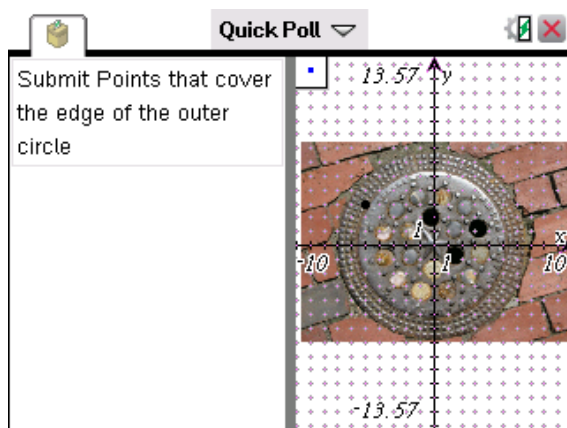 Quick Poll
Submit Points that cover
the edge of the outer
circle
13.57 y
1
x
-10
1
10
-13.57